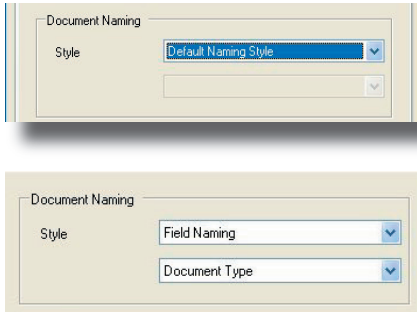 Document Naming
Style Default Naming Style
Document Naming
Style Field Naming
Document Type